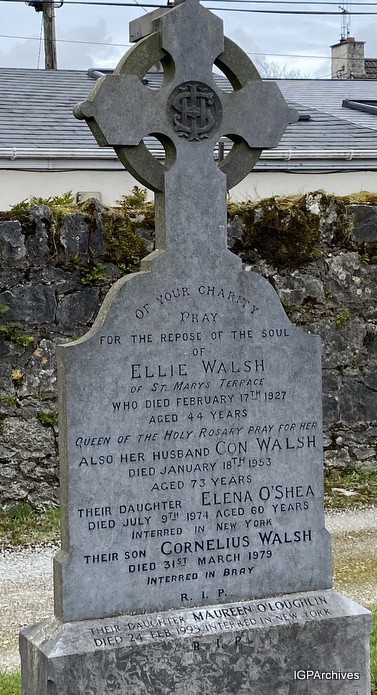 IHS
OF YOUR CHARITY
PRAY
FOR THE REPOSE OF THE SOUL
OF
ELLIE WALSH
OF ST. MARYS TERRACE
WHO DIED FEBRUARY 17TH 1927
AGED 44 YEARS
QUEEN OF THE HOLY ROSARY PRAY FOR HER
ALSO HER HUSBAND CON WALSH
DIED JANUARY 18TH 1953
AGED 73 YEARS
THEIR DAUGHTER ELENA O'SHEA
DIED JULY 9TH 1974 AGED 60 YEARS
INTERRED IN NEW YORK
THEIR SON CORNELIUS WALSH
DIED 31ST MARCH 1979
INTERRED IN BRAY
R. I. P.
THEIR DAUGHTER MAUREEN O'LOUGHLIN
DIED 24 FEB 1995 INTERRED IN NEW YORK
R I P
IGPArchives